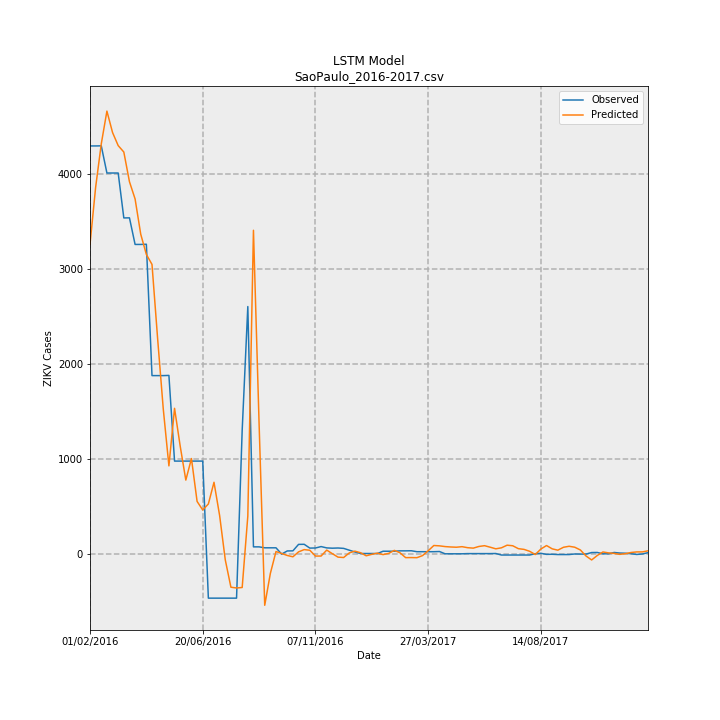 LSTM Model
SaoPaulo_2016-2017.csv
Observed
Predicted
ZIKV Cases
4000
3000
2000
1000
0
01/02/2016 20/06/2016 07/11/2016 27/03/2017 14/08/2017
Date